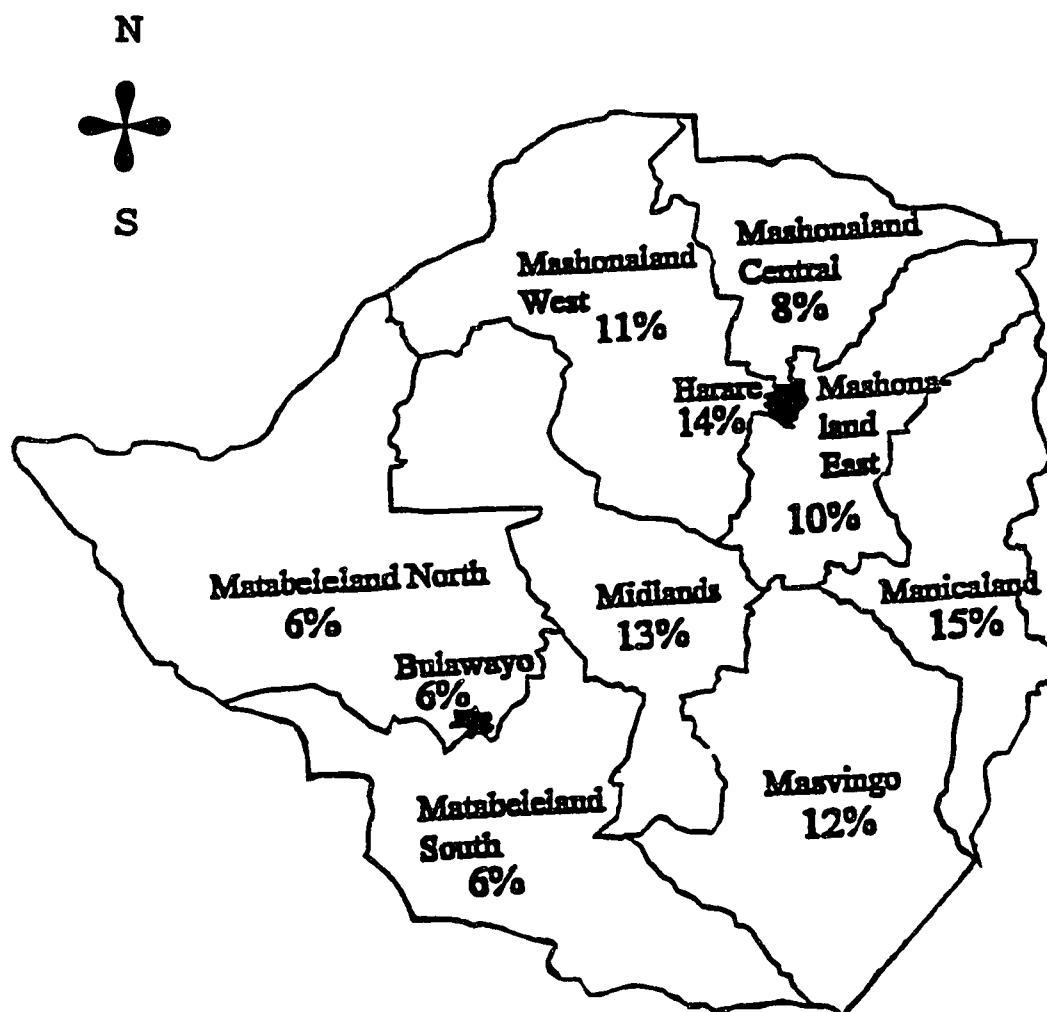 N
S
Mashonaland
Central
8%
Mashonaland
West
11%
Harare
14%
Mashona-
land
East
10%
Matabeleland North
6%
Midlands
13%
Manicaland
15%
Bulawayo
6%
Masvingo
12%
Matabeleland
South
6%